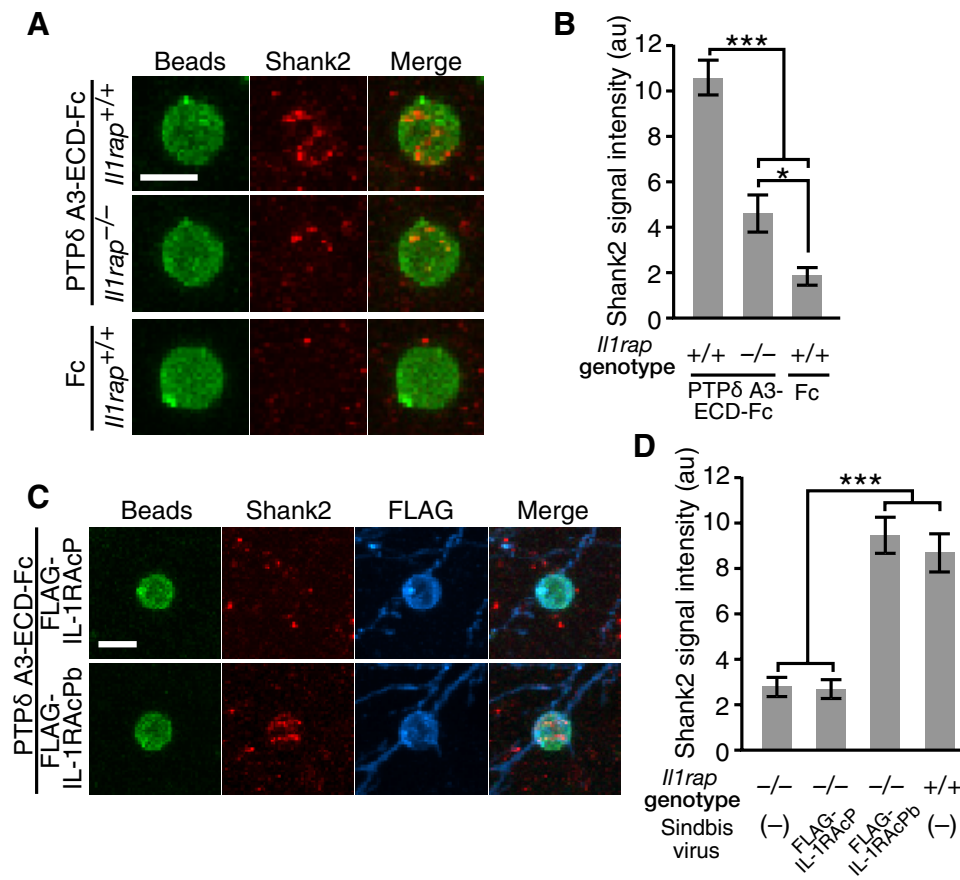 A
Beads Shank2 Merge
PTPδ A3-ECD-Fc
Il1rap+/+
Il1rap–/–
Fc
Il1rap+/+
B
Shank2 signal intensity (au)
12
10
8
6
4
2
0
***
*
Il1rap
genotype
+/+ –/– +/+
PTPδ A3-
ECD-Fc
Fc
C
Beads Shank2 FLAG Merge
PTPδ A3-ECD-Fc
FLAG-
IL-1RAcP
FLAG-
IL-1RAcPb
D
Shank2 signal intensity (au)
12
10
8
6
4
2
0
***
Il1rap
genotype
–/– –/– –/– +/+
Sindbis
virus
(–)
FLAG-
IL-1RAcP
FLAG-
IL-1RAcPb
(–)